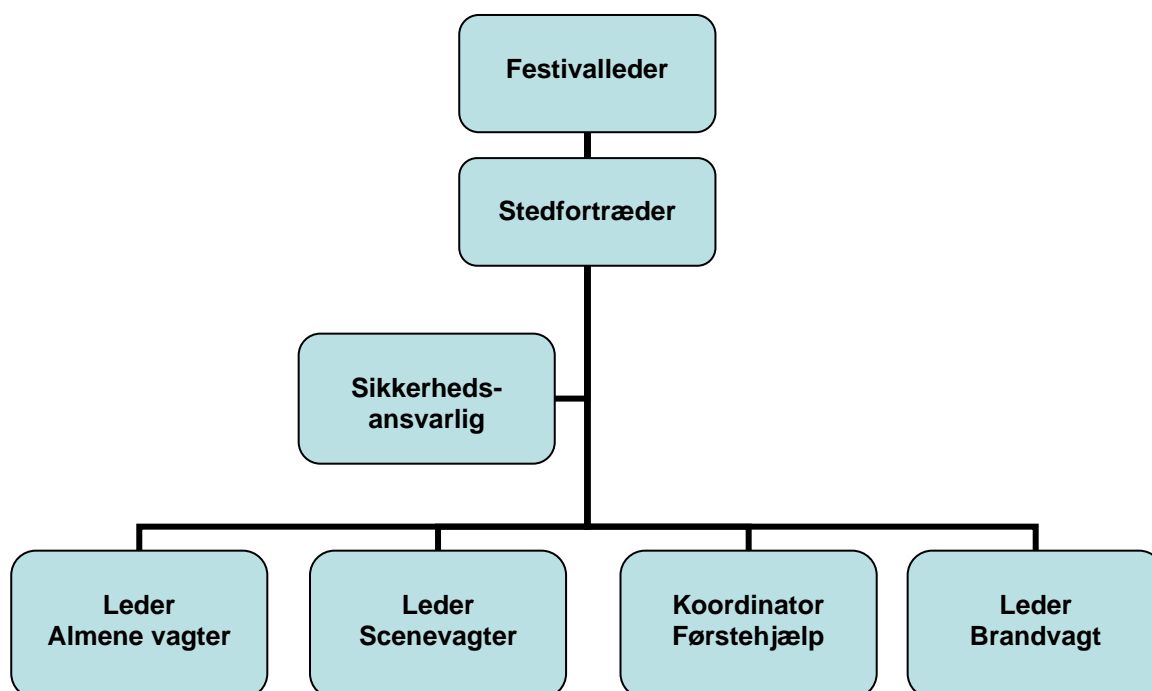 Festivalleder
Stedfortræder
Sikkerheds-
ansvarlig
Leder
Almene vagter
Leder
Scenevagter
Koordinator
Førstehjælp
Leder
Brandvagt